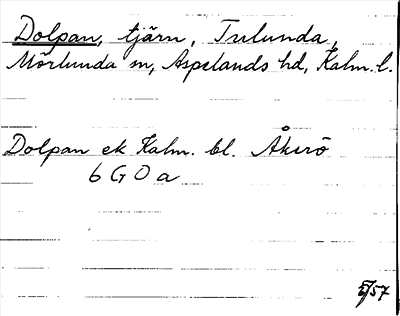 Dolpan, tjärn, Tulunda,
Mörlunda sn, Aspelands hd, Kalm. l.
Dolpan ek Kalm. bl. Åkerö
6 G 0 a
5/57